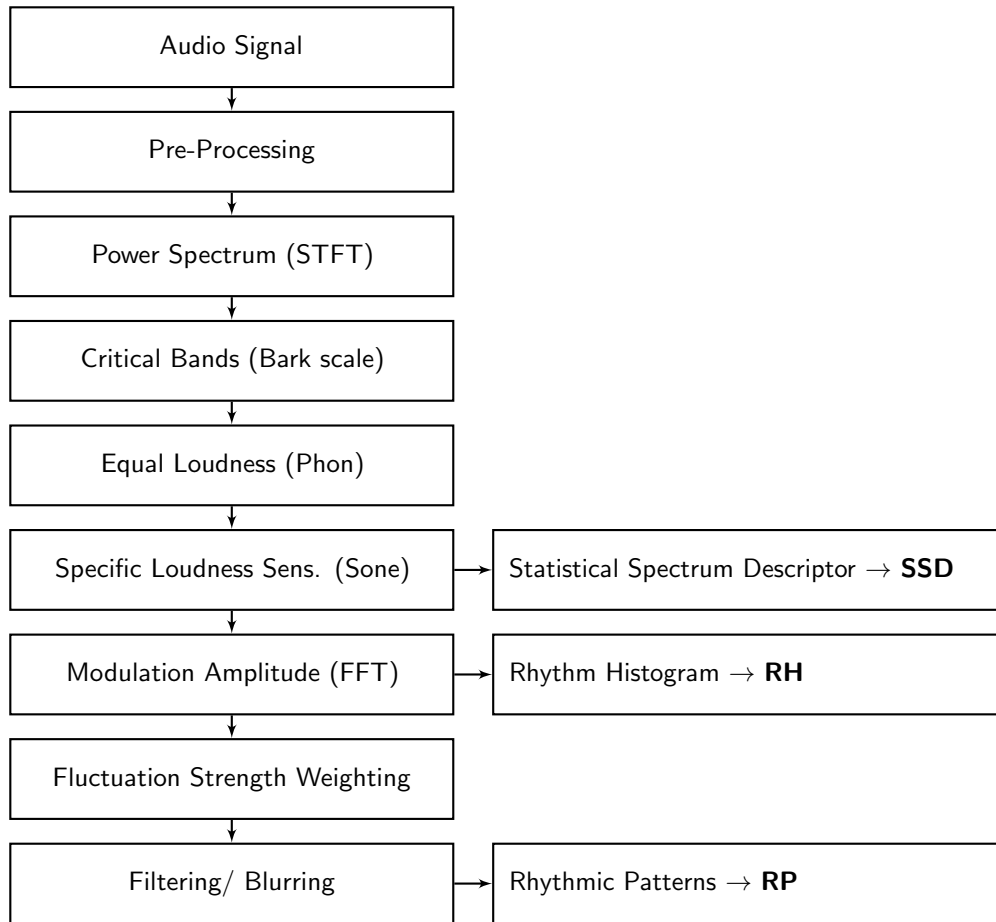 Audio Signal
Pre-Processing
Power Spectrum (STFT)
Critical Bands (Bark scale)
Equal Loudness (Phon)
Specific Loudness Sens. (Sone)
Statistical Spectrum Descriptor → SSD
Modulation Amplitude (FFT)
Rhythm Histogram → RH
Fluctuation Strength Weighting
Filtering/ Blurring
Rhythmic Patterns → RP